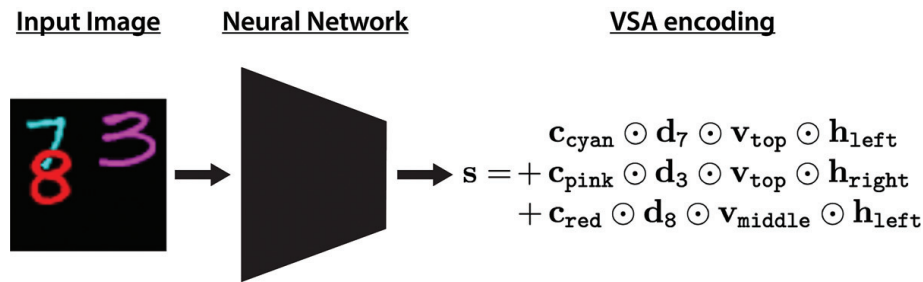 Input Image Neural Network VSA encoding
7 3
8
c_cyan ⊙ d_7 ⊙ v_top ⊙ h_left
s = + c_pink ⊙ d_3 ⊙ v_top ⊙ h_right
+ c_red ⊙ d_8 ⊙ v_middle ⊙ h_left